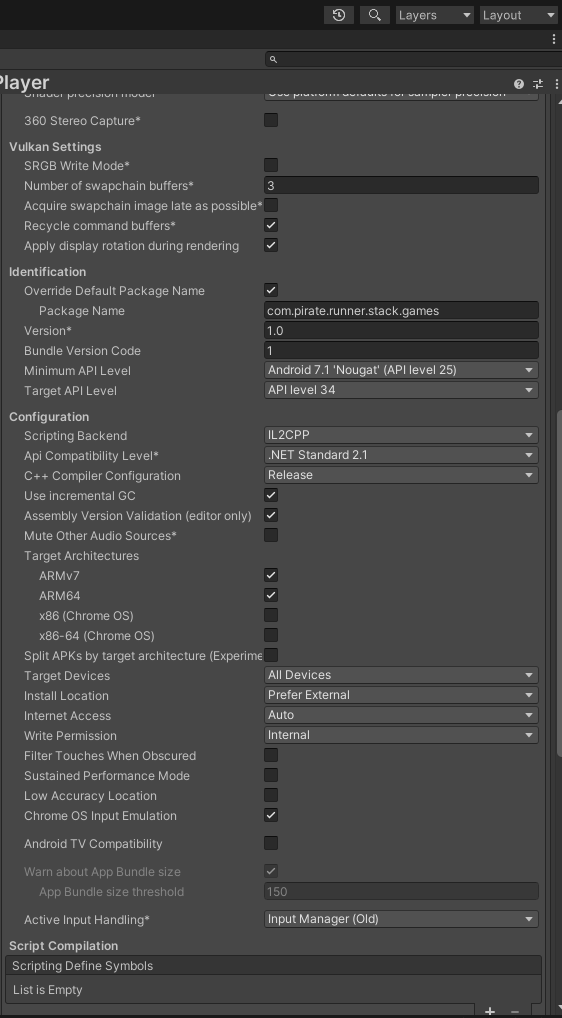 Layers
Layout
Player
Shader precision model
Use platform defaults for sampler precision
360 Stereo Capture*
Vulkan Settings
SRGB Write Mode*
Number of swapchain buffers* 3
Acquire swapchain image late as possible*
Recycle command buffers*
Apply display rotation during rendering
Identification
Override Default Package Name
Package Name com.pirate.runner.stack.games
Version* 1.0
Bundle Version Code 1
Minimum API Level Android 7.1 'Nougat' (API level 25)
Target API Level API level 34
Configuration
Scripting Backend IL2CPP
Api Compatibility Level* .NET Standard 2.1
C++ Compiler Configuration Release
Use incremental GC
Assembly Version Validation (editor only)
Mute Other Audio Sources*
Target Architectures
ARMv7
ARM64
x86 (Chrome OS)
x86-64 (Chrome OS)
Split APKs by target architecture (Experime
Target Devices All Devices
Install Location Prefer External
Internet Access Auto
Write Permission Internal
Filter Touches When Obscured
Sustained Performance Mode
Low Accuracy Location
Chrome OS Input Emulation
Android TV Compatibility
Warn about App Bundle size
App Bundle size threshold 150
Active Input Handling* Input Manager (Old)
Script Compilation
Scripting Define Symbols
List is Empty